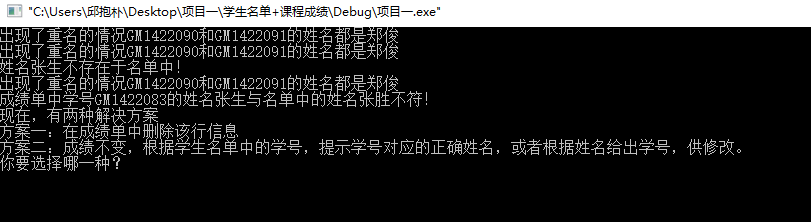 "C:\Users\邱抱朴\Desktop\项目一\学生名单+课程成绩\Debug\项目一.exe"
出现了重名的情况GM1422090和GM1422091的姓名都是郑俊
出现了重名的情况GM1422090和GM1422091的姓名都是郑俊
姓名张生不存在于名单中!
出现了重名的情况GM1422090和GM1422091的姓名都是郑俊
成绩单中学号GM1422083的姓名张生与名单中的姓名张胜不符!
现在，有两种解决方案
方案一：在成绩单中删除该行信息
方案二：成绩不变，根据学生名单中的学号，提示学号对应的正确姓名，或者根据姓名给出学号，供修改。
你要选择哪一种？